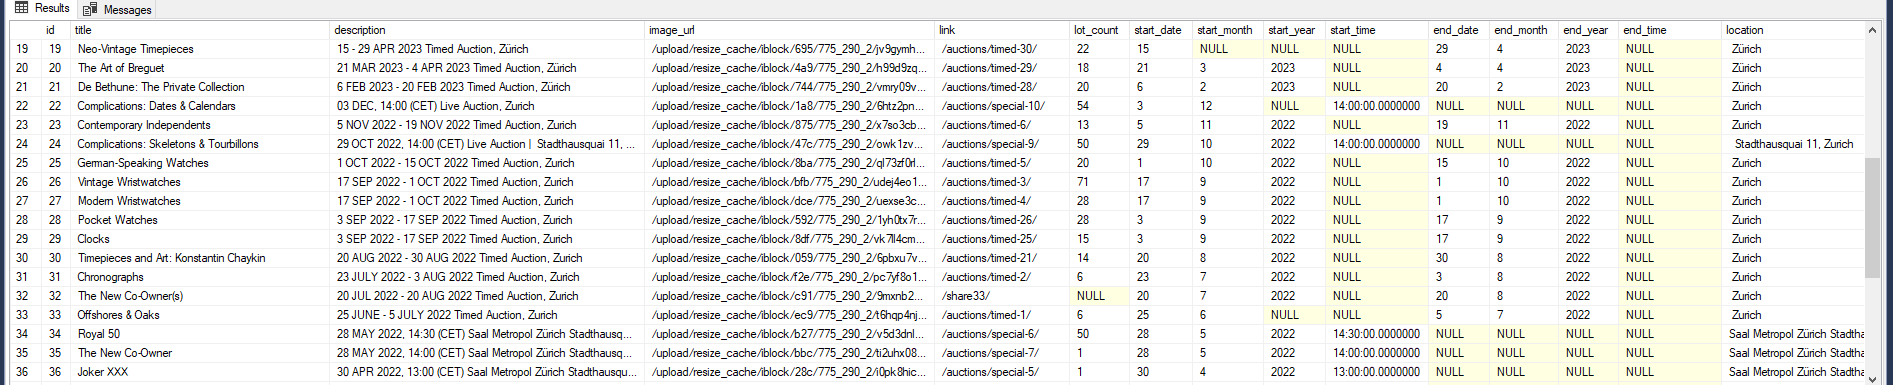 Results Messages
id title description image_url link lot_count start_date start_month start_year start_time end_date end_month end_year end_time location
19 19 Neo-Vintage Timepieces 15 - 29 APR 2023 Timed Auction, Zürich /upload/resize_cache/iblock/695/775_290_2/jv9gymh... /auctions/timed-30/ 22 15 NULL NULL NULL 29 4 2023 NULL Zürich
20 20 The Art of Breguet 21 MAR 2023 - 4 APR 2023 Timed Auction, Zürich /upload/resize_cache/iblock/4a9/775_290_2/h99d9zq... /auctions/timed-29/ 18 21 3 2023 NULL 4 4 2023 NULL Zürich
21 21 De Bethune: The Private Collection 6 FEB 2023 - 20 FEB 2023 Timed Auction, Zürich /upload/resize_cache/iblock/744/775_290_2/vmry09v... /auctions/timed-28/ 20 6 2 2023 NULL 20 2 2023 NULL Zürich
22 22 Complications: Dates & Calendars 03 DEC, 14:00 (CET) Live Auction, Zurich /upload/resize_cache/iblock/1a8/775_290_2/6htz2pn... /auctions/special-10/ 54 3 12 NULL 14:00:00.0000000 NULL NULL NULL NULL Zurich
23 23 Contemporary Independents 5 NOV 2022 - 19 NOV 2022 Timed Auction, Zurich /upload/resize_cache/iblock/875/775_290_2/x7so3cb... /auctions/timed-6/ 13 5 11 2022 NULL 19 11 2022 NULL Zurich
24 24 Complications: Skeletons & Tourbillons 29 OCT 2022, 14:00 (CET) Live Auction | Stadthausquai 11, ... /upload/resize_cache/iblock/47c/775_290_2/owk1zv... /auctions/special-9/ 50 29 10 2022 14:00:00.0000000 NULL NULL NULL NULL Stadthausquai 11, Zurich
25 25 German-Speaking Watches 1 OCT 2022 - 15 OCT 2022 Timed Auction, Zurich /upload/resize_cache/iblock/8ba/775_290_2/ql73zf0rl... /auctions/timed-5/ 20 1 10 2022 NULL 15 10 2022 NULL Zurich
26 26 Vintage Wristwatches 17 SEP 2022 - 1 OCT 2022 Timed Auction, Zurich /upload/resize_cache/iblock/bfb/775_290_2/udej4eo1... /auctions/timed-3/ 71 17 9 2022 NULL 1 10 2022 NULL Zurich
27 27 Modern Wristwatches 17 SEP 2022 - 1 OCT 2022 Timed Auction, Zurich /upload/resize_cache/iblock/dce/775_290_2/uexse3c... /auctions/timed-4/ 28 17 9 2022 NULL 1 10 2022 NULL Zurich
28 28 Pocket Watches 3 SEP 2022 - 17 SEP 2022 Timed Auction, Zurich /upload/resize_cache/iblock/592/775_290_2/1yh0tx7r... /auctions/timed-26/ 28 3 9 2022 NULL 17 9 2022 NULL Zurich
29 29 Clocks 3 SEP 2022 - 17 SEP 2022 Timed Auction, Zurich /upload/resize_cache/iblock/8df/775_290_2/vk7ll4cm... /auctions/timed-25/ 15 3 9 2022 NULL 17 9 2022 NULL Zurich
30 30 Timepieces and Art: Konstantin Chaykin 20 AUG 2022 - 30 AUG 2022 Timed Auction, Zurich /upload/resize_cache/iblock/059/775_290_2/6pbxu7v... /auctions/timed-21/ 14 20 8 2022 NULL 30 8 2022 NULL Zurich
31 31 Chronographs 23 JULY 2022 - 3 AUG 2022 Timed Auction, Zurich /upload/resize_cache/iblock/f2e/775_290_2/pc7yf8o1... /auctions/timed-2/ 6 23 7 2022 NULL 3 8 2022 NULL Zurich
32 32 The New Co-Owner(s) 20 JUL 2022 - 20 AUG 2022 Timed Auction, Zurich /upload/resize_cache/iblock/c91/775_290_2/9mxnb2... /share33/ NULL 20 7 2022 NULL 20 8 2022 NULL Zurich
33 33 Offshores & Oaks 25 JUNE - 5 JULY 2022 Timed Auction, Zurich /upload/resize_cache/iblock/ec9/775_290_2/t6hqp4nj... /auctions/timed-1/ 6 25 6 NULL NULL 5 7 2022 NULL Zurich
34 34 Royal 50 28 MAY 2022, 14:30 (CET) Saal Metropol Zürich Stadthausq... /upload/resize_cache/iblock/b27/775_290_2/v5d3dnl... /auctions/special-6/ 50 28 5 2022 14:30:00.0000000 NULL NULL NULL NULL Saal Metropol Zürich Stadtha
35 35 The New Co-Owner 28 MAY 2022, 14:00 (CET) Saal Metropol Zürich Stadthausq... /upload/resize_cache/iblock/bbc/775_290_2/ti2uhx08... /auctions/special-7/ 1 28 5 2022 14:00:00.0000000 NULL NULL NULL NULL Saal Metropol Zürich Stadtha
36 36 Joker XXX 30 APR 2022, 13:00 (CET) Saal Metropol Zürich Stadthausqu... /upload/resize_cache/iblock/28c/775_290_2/i0pk8hic... /auctions/special-5/ 1 30 4 2022 13:00:00.0000000 NULL NULL NULL NULL Saal Metropol Zürich Stadtha